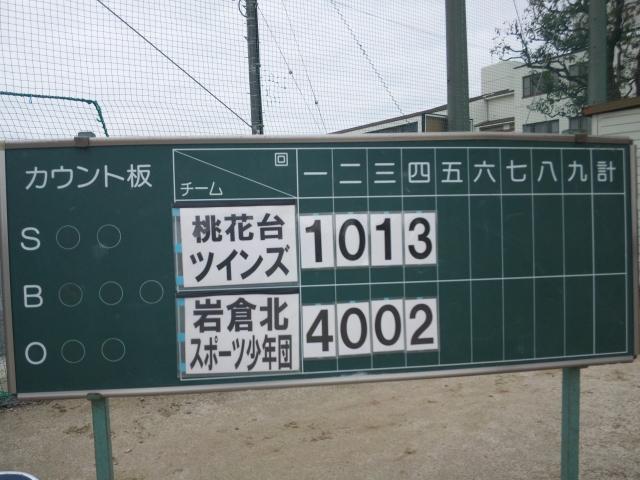 カウント板
回
チーム
一 二 三 四 五 六 七 八 九 計
S
B
O
桃花台
ツインズ
1 0 1 3
岩倉北
スポーツ少年団
4 0 0 2